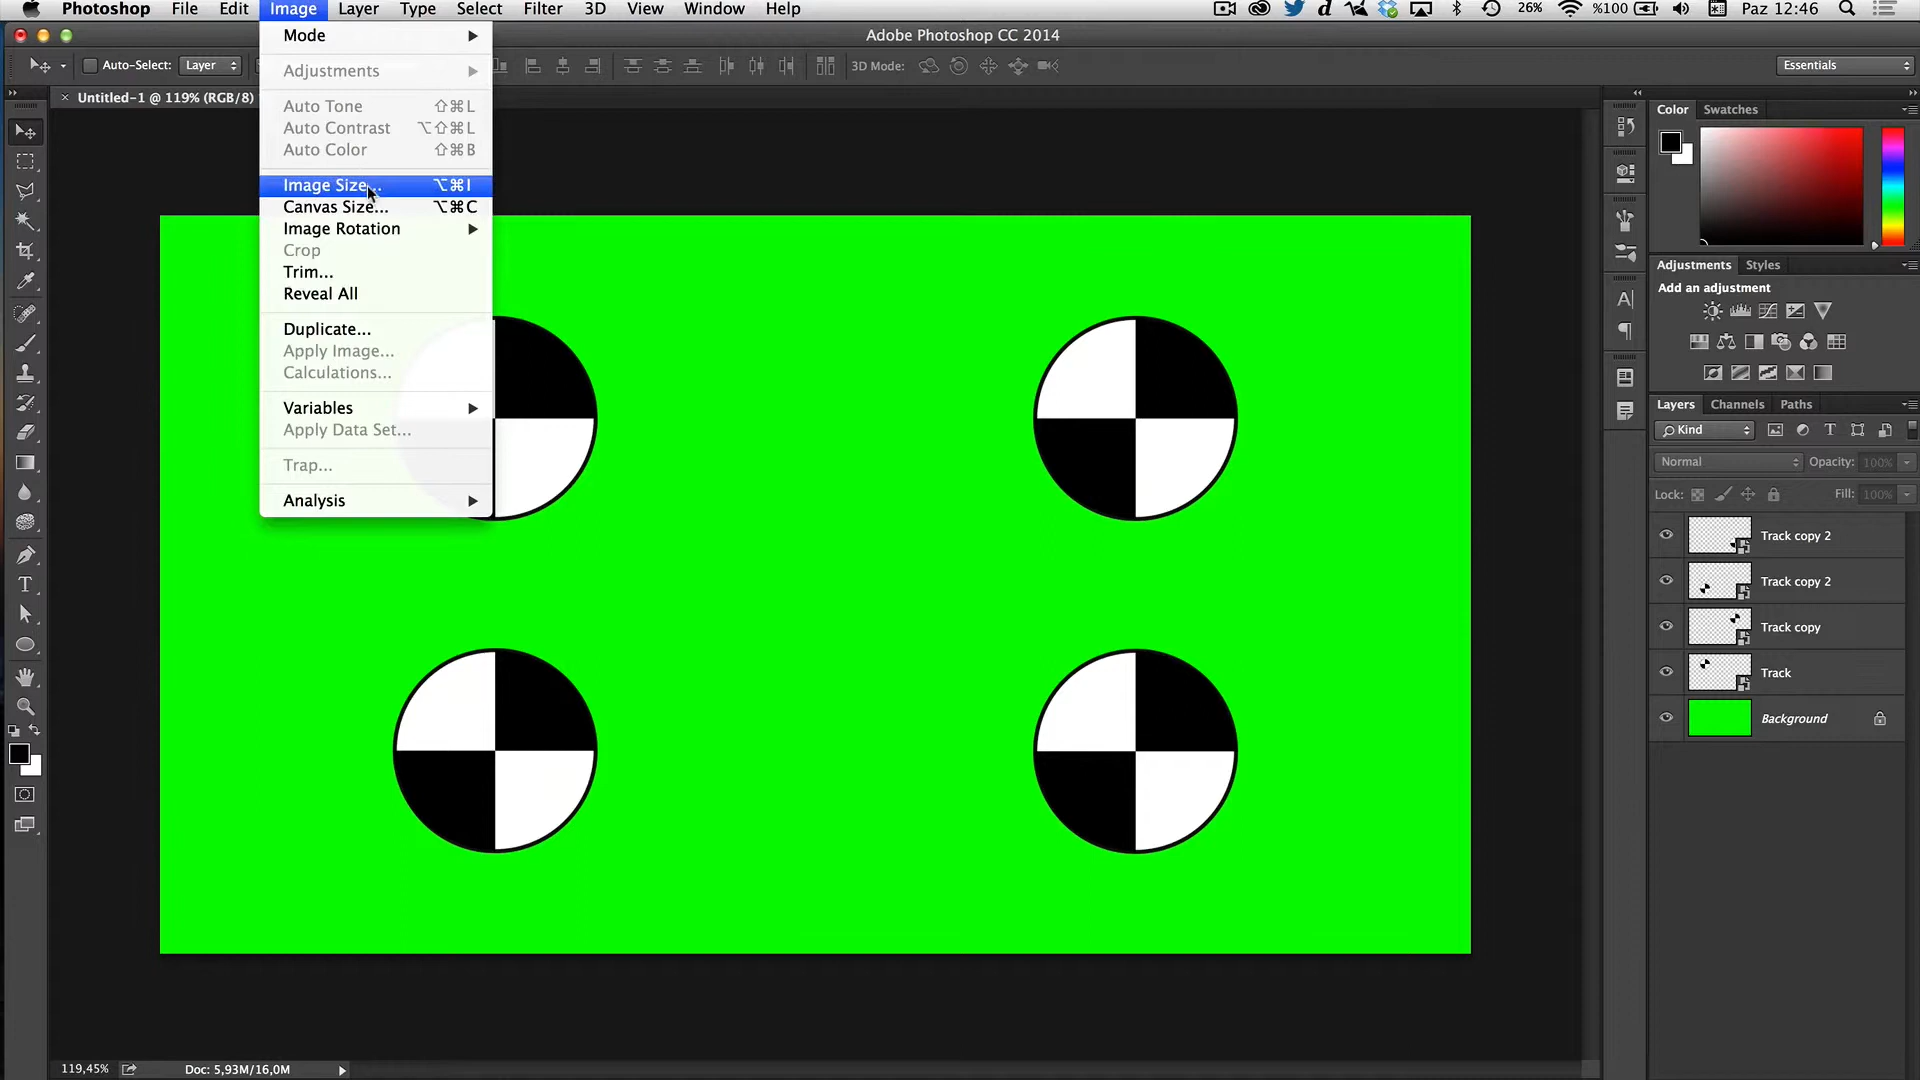 Photoshop File Edit Image Layer Type Select Filter 3D View Window Help 26% %100 Paz 12:46
Adobe Photoshop CC 2014
Auto-Select: Layer 3D Mode: Essentials
Untitled-1 @ 119% (RGB/8)
Mode
Adjustments
Auto Tone ⇧⌘L
Auto Contrast ⌥⇧⌘L
Auto Color ⇧⌘B
Image Size... ⌥⌘I
Canvas Size... ⌥⌘C
Image Rotation
Crop
Trim...
Reveal All
Duplicate...
Apply Image...
Calculations...
Variables
Apply Data Set...
Trap...
Analysis
Color Swatches
Adjustments Styles
Add an adjustment
Layers Channels Paths
Kind
Normal Opacity: 100%
Lock: Fill: 100%
Track copy 2
Track copy 2
Track copy
Track
Background
119,45% Doc: 5,93M/16,0M